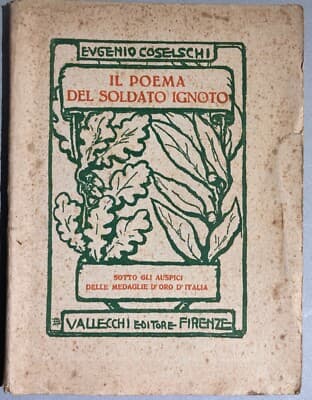 EVGENIO COSELSCHI
IL POEMA
DEL SOLDATO IGNOTO
SOTTO GLI AUSPICI
DELLE MEDAGLIE D'ORO D'ITALIA
VALLECCHI EDITORE FIRENZE